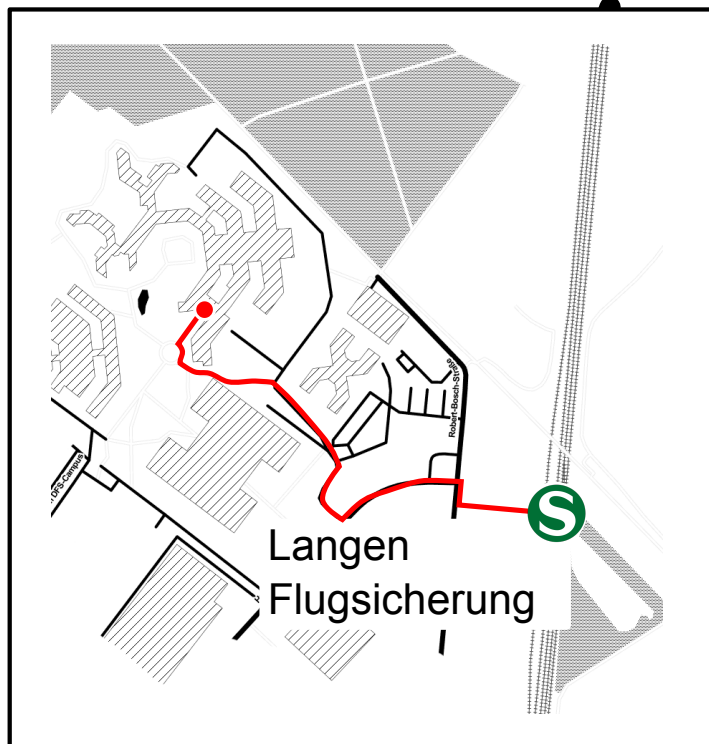 Robert-Bosch-Straße
DFS-Campus
S
Langen
Flugsicherung